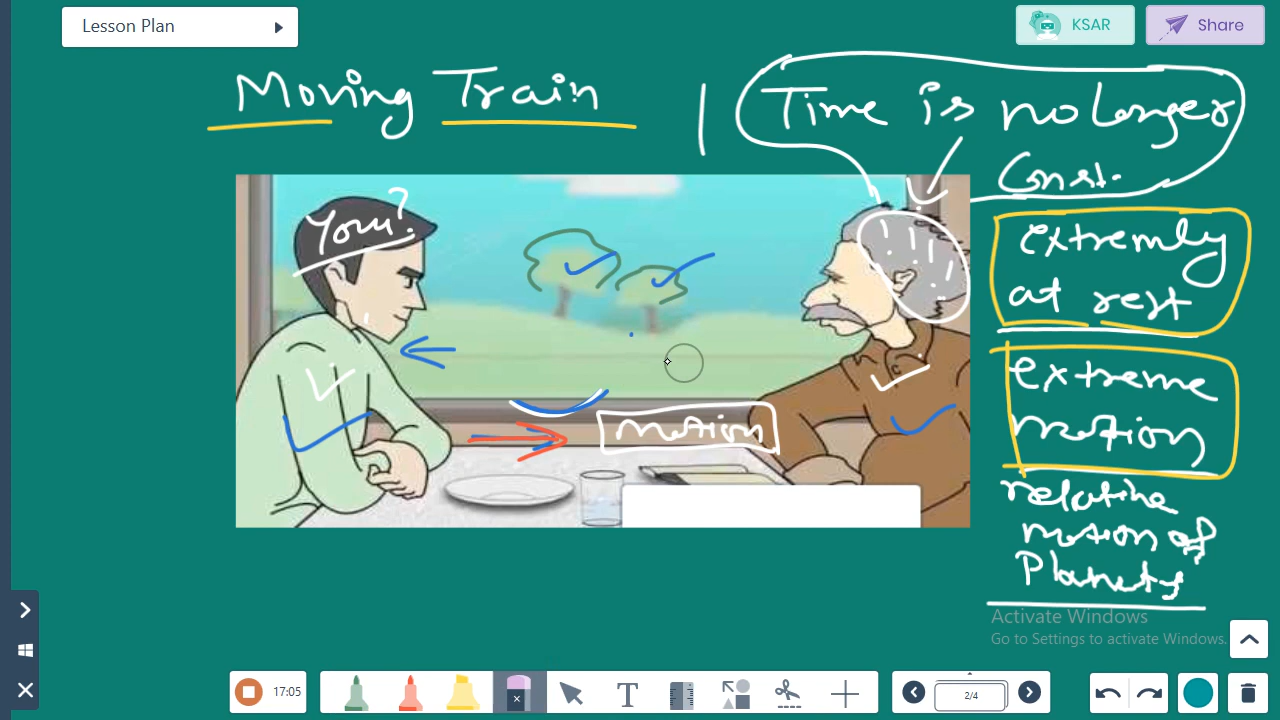 Lesson Plan
KSAR
Share
Moving Train
Time is no longer
Const.
You?
extremly
at rest
extreme
motion
motion
relative
motion of
Planets
Activate Windows
Go to Settings to activate Windows.
17:05
T
2/4